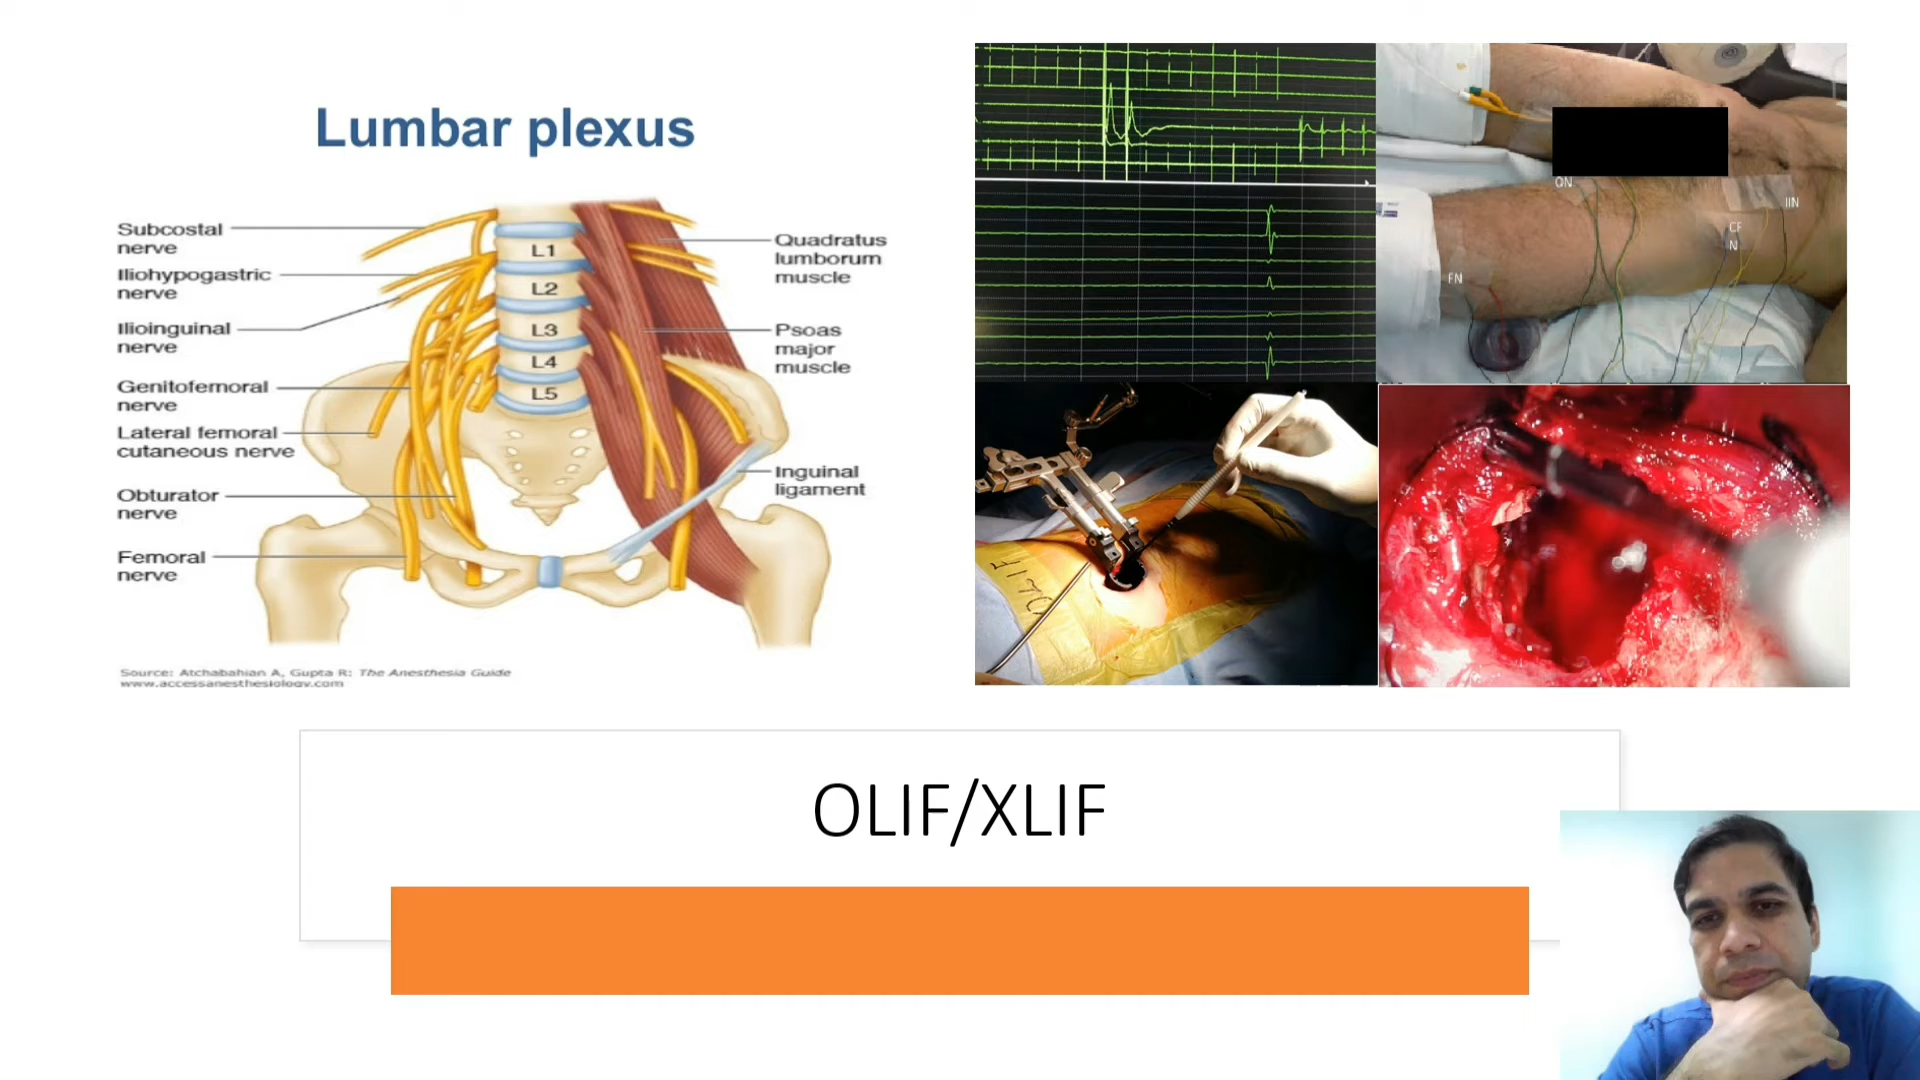 Lumbar plexus
Subcostal
nerve
Iliohypogastric
nerve
Ilioinguinal
nerve
Genitofemoral
nerve
Lateral femoral
cutaneous nerve
Obturator
nerve
Femoral
nerve
L1
L2
L3
L4
L5
Quadratus
lumborum
muscle
Psoas
major
muscle
Inguinal
ligament
Source: Atchabahian A, Gupta R: The Anesthesia Guide
www.accessanesthesiology.com
ON
IIN
CF
N
FN
OLIF/XLIF